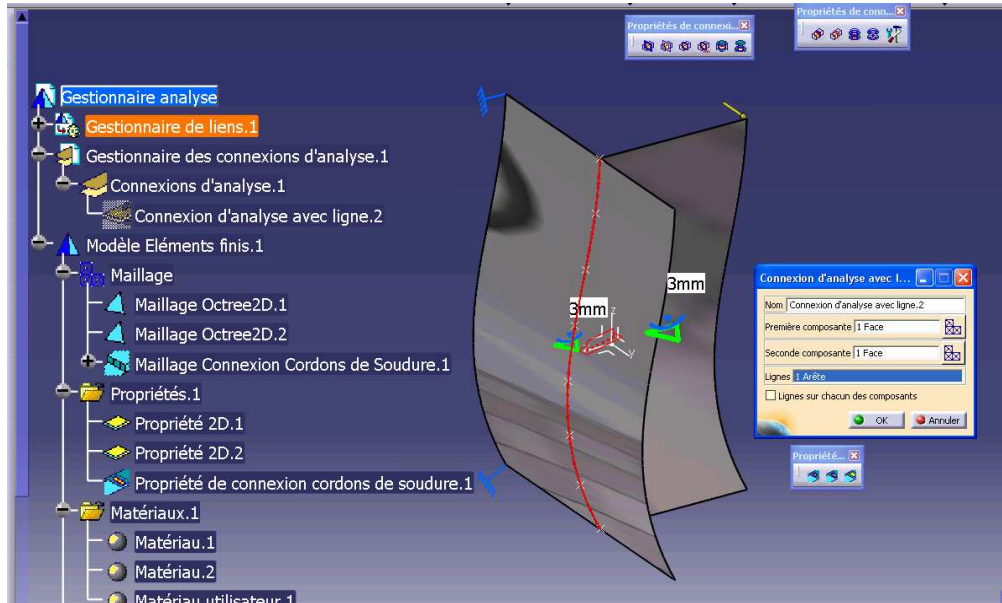 Propriétés de connexi...
Propriétés de conn...
Gestionnaire analyse
Gestionnaire de liens.1
Gestionnaire des connexions d'analyse.1
Connexions d'analyse.1
Connexion d'analyse avec ligne.2
Modèle Eléments finis.1
Maillage
Maillage Octree2D.1
Maillage Octree2D.2
Maillage Connexion Cordons de Soudure.1
Propriétés.1
Propriété 2D.1
Propriété 2D.2
Propriété de connexion cordons de soudure.1
Matériaux.1
Matériau.1
Matériau.2
Matériau utilisateur.1
3mm
3mm
z
y
Connexion d'analyse avec l...
Nom Connexion d'analyse avec ligne.2
Première composante 1 Face
Seconde composante 1 Face
Lignes 1 Arête
Lignes sur chacun des composants
OK Annuler
Propriété...